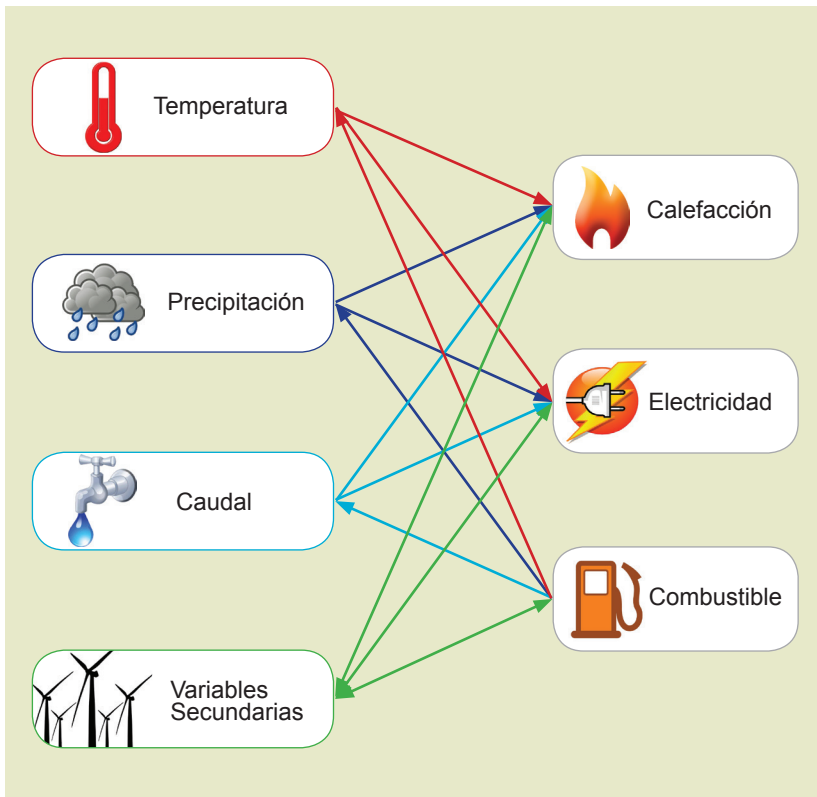 Temperatura
Precipitación
Caudal
Variables
Secundarias
Calefacción
Electricidad
Combustible